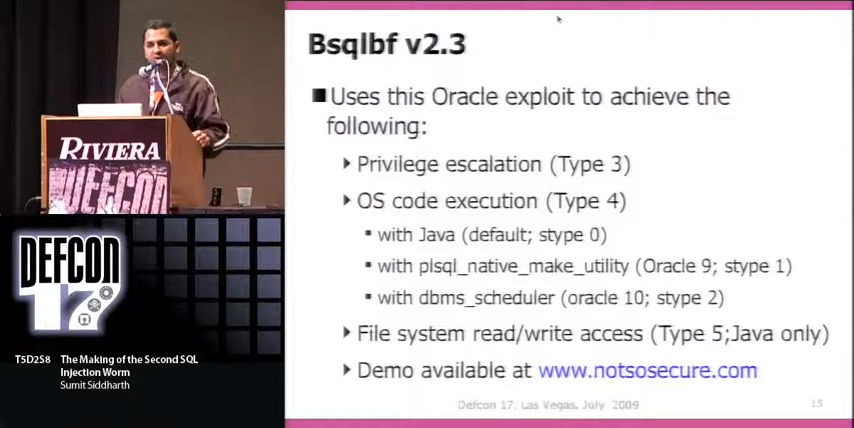 Bsqlbf v2.3
Uses this Oracle exploit to achieve the
following:
Privilege escalation (Type 3)
OS code execution (Type 4)
with Java (default; stype 0)
with plsql_native_make_utility (Oracle 9; stype 1)
with dbms_scheduler (oracle 10; stype 2)
File system read/write access (Type 5;Java only)
Demo available at www.notsosecure.com
Defcon 17, Las Vegas, July 2009
15
RIVIERA
DEFCON
DEFCON
17
T5D2S8 The Making of the Second SQL
Injection Worm
Sumit Siddharth